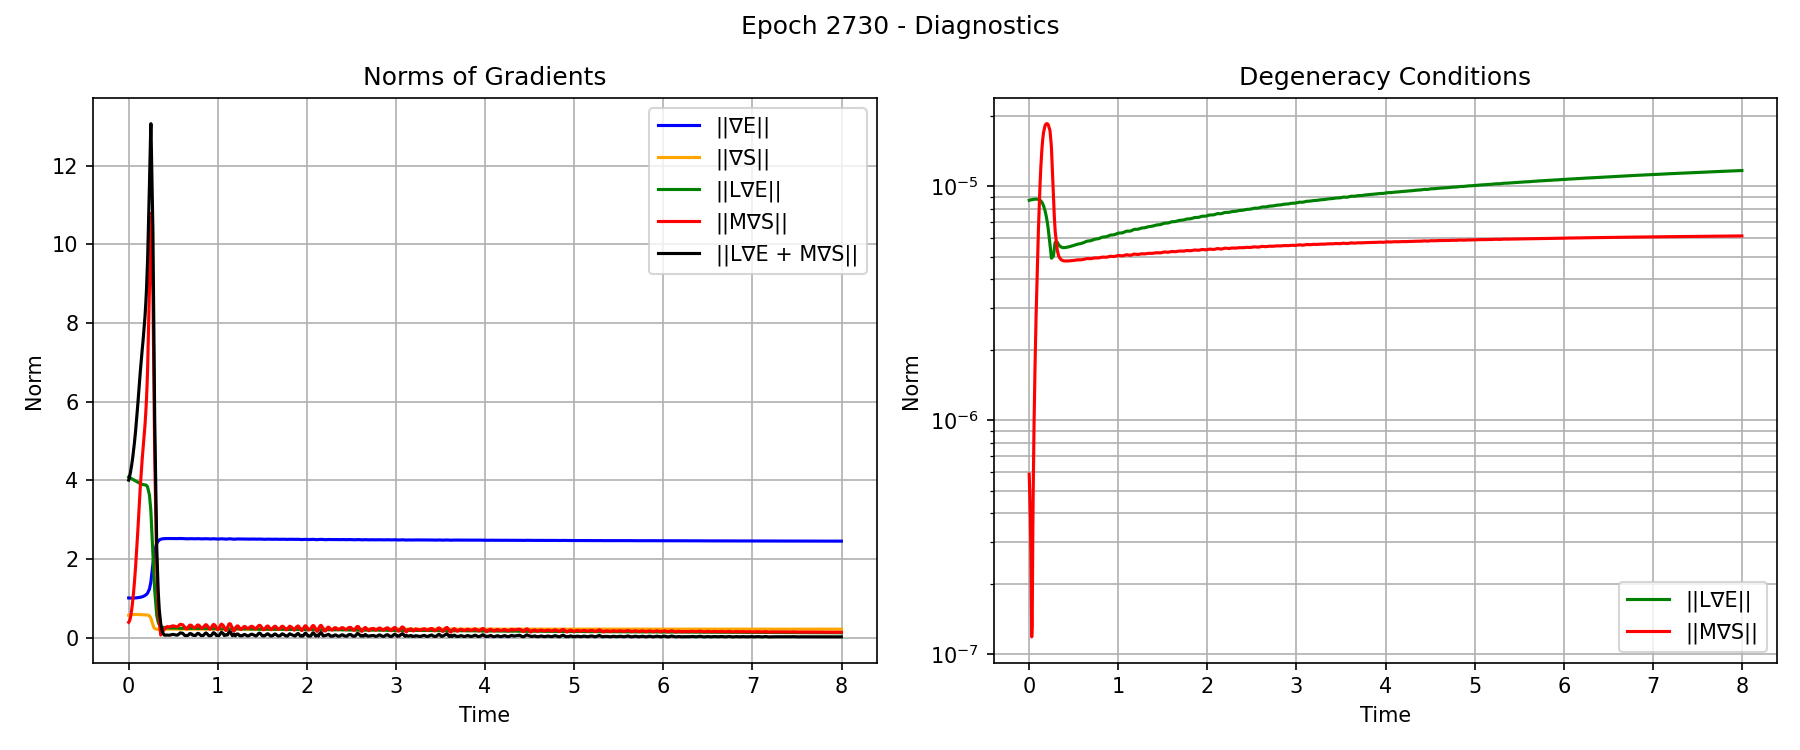 Epoch 2730 - Diagnostics
Norms of Gradients
Norm
12
10
8
6
4
2
0
||∇E||
||∇S||
||L∇E||
||M∇S||
||L∇E + M∇S||
0 1 2 3 4 5 6 7 8
Time
Degeneracy Conditions
Norm
10⁻⁵
10⁻⁶
10⁻⁷
||L∇E||
||M∇S||
0 1 2 3 4 5 6 7 8
Time